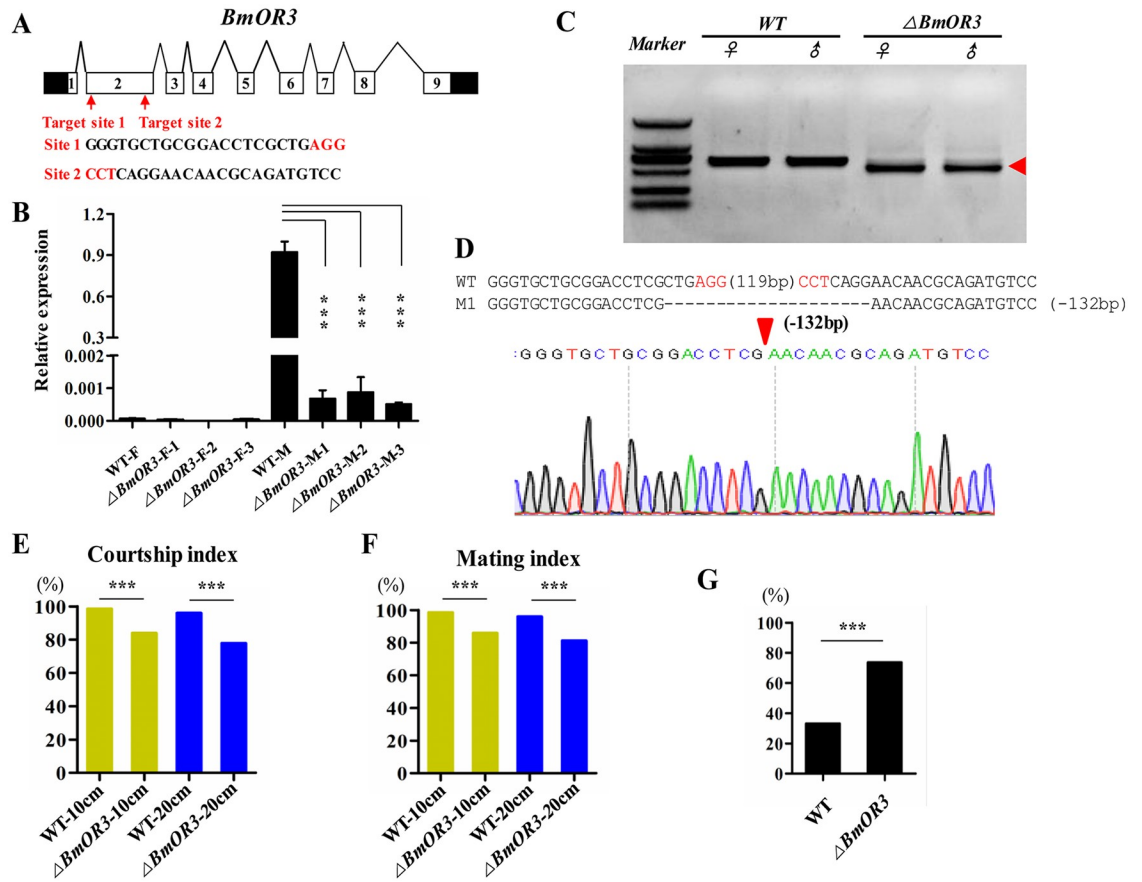 A
BmOR3
1 2 3 4 5 6 7 8 9
Target site 1 Target site 2
Site 1 GGGTGCTGCGGACCTCGCTGAGG
Site 2 CCTCAGGAACAACGCAGATGTCC
B
Relative expression
1.2
0.9
0.6
0.3
0.002
0.001
0.000
***
***
***
WT-F
△BmOR3-F-1
△BmOR3-F-2
△BmOR3-F-3
WT-M
△BmOR3-M-1
△BmOR3-M-2
△BmOR3-M-3
C
Marker
WT
♀ ♂
△BmOR3
♀ ♂
D
WT GGGTGCTGCGGACCTCGCTGAGG(119bp)CCTCAGGAACAACGCAGATGTCC
M1 GGGTGCTGCGGACCTCG------------------AACAACGCAGATGTCC (-132bp)
(-132bp)
:GGGTGCTGCGGACCTCGAACAACGCAGATGTCC
E
Courtship index
(%)
*** ***
100
80
60
40
20
0
WT-10cm
△BmOR3-10cm
WT-20cm
△BmOR3-20cm
F
Mating index
(%)
*** ***
100
80
60
40
20
0
WT-10cm
△BmOR3-10cm
WT-20cm
△BmOR3-20cm
G
(%)
***
100
80
60
40
20
0
WT
△BmOR3